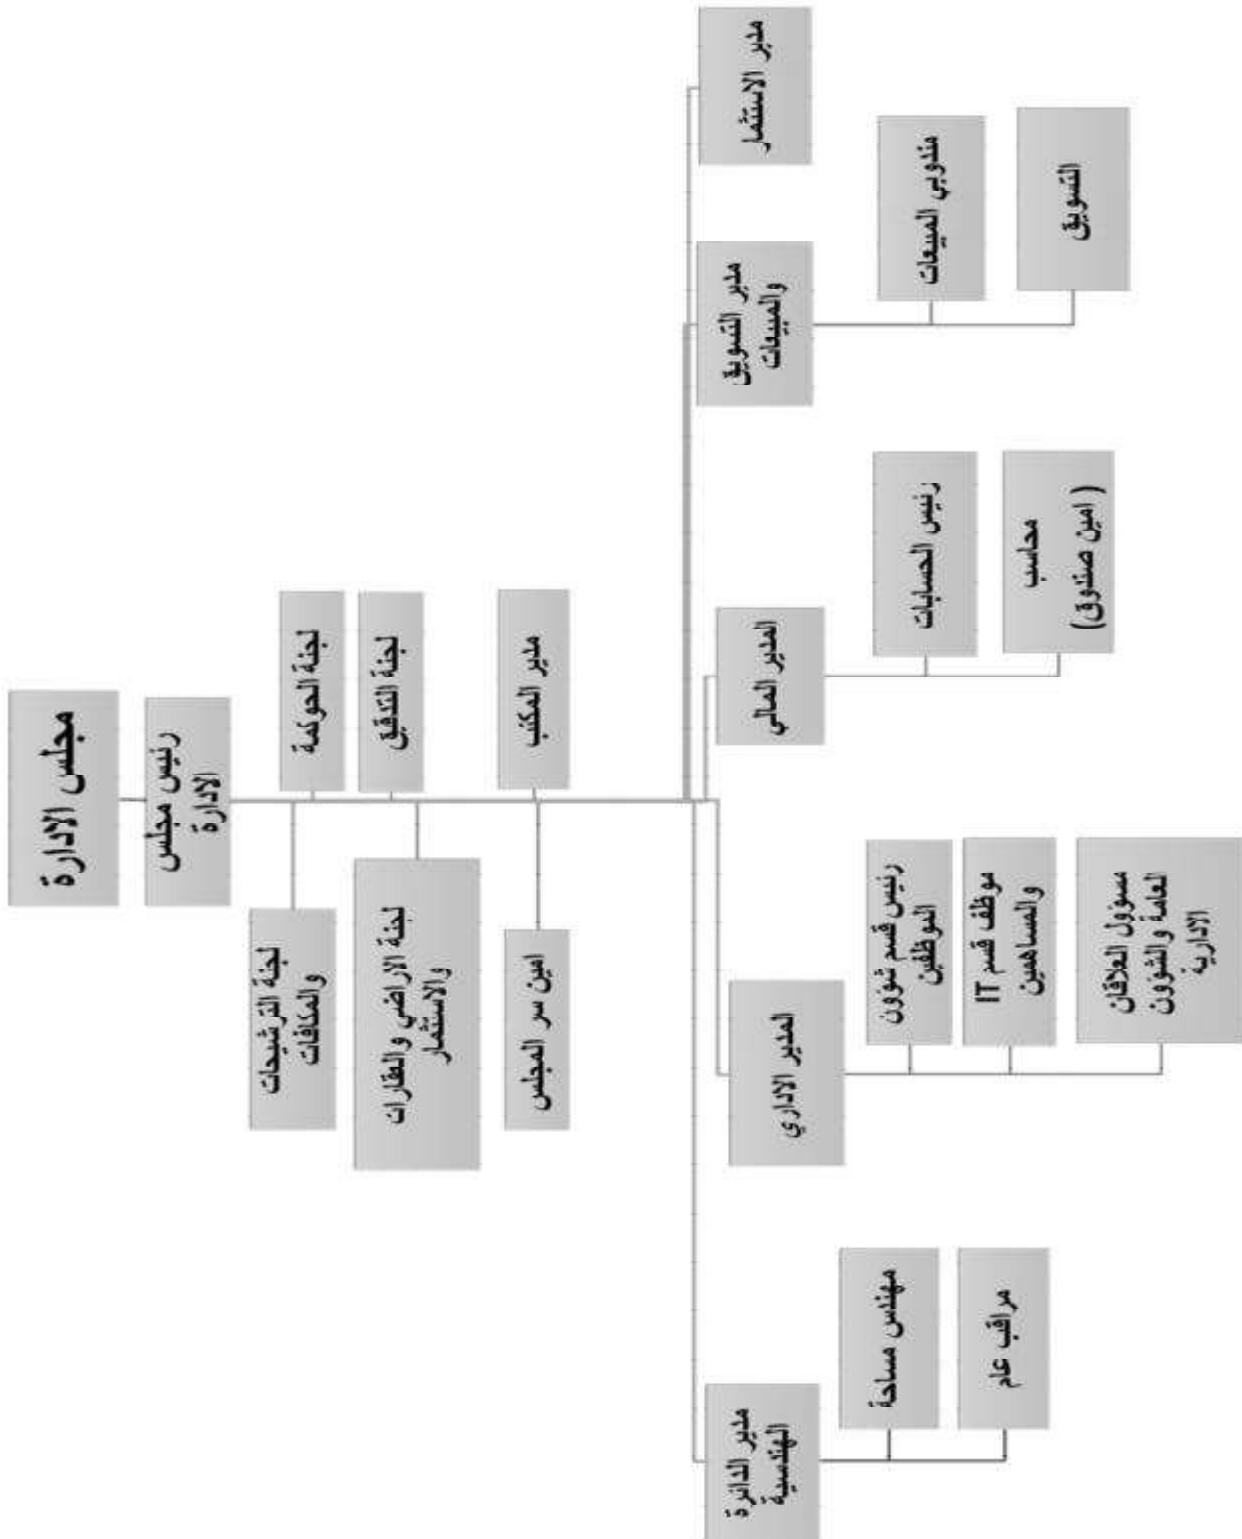 مجلس الادارة
رئيس مجلس
الادارة
لجنة الحوكمة
لجنة الترشيحات
والمكافات
لجنة التدقيق
لجنة الاراضي والعقارات
والاستثمار
مدير المكتب
امين سر المجلس
مدير الاستثمار
مدير التسويق
والمبيعات
مندوبي المبيعات
التسويق
المدير المالي
رئيس الحسابات
محاسب
( امين صندوق)
المدير الاداري
رئيس قسم شؤون
الموظفين
موظف قسم IT
والمساهمين
مسؤول العلاقات
العامة والشؤون
الادارية
مدير الدائرة
الهندسية
مهندس مساحة
مراقب عام